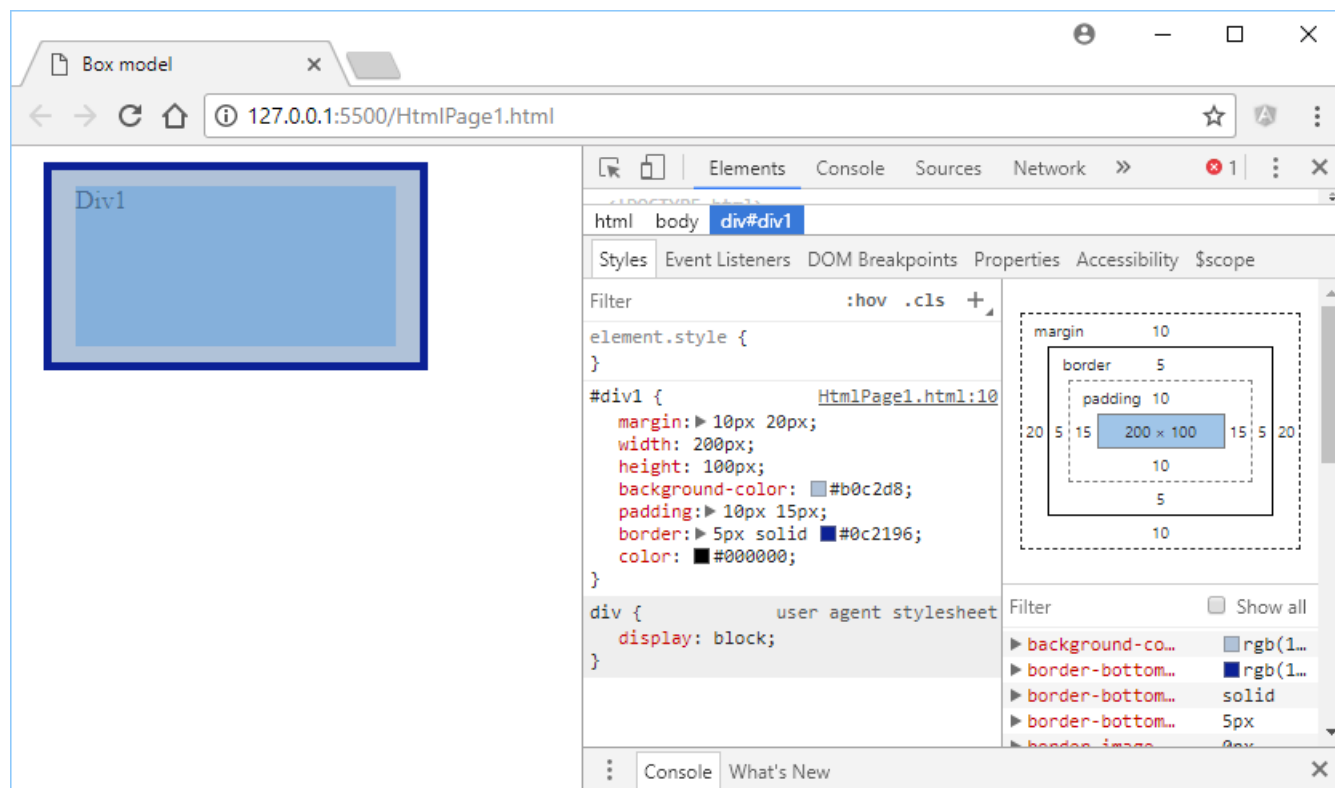 Box model
127.0.0.1:5500/HtmlPage1.html
Div1
Elements Console Sources Network » 1
<!DOCTYPE html>
html body div#div1
Styles Event Listeners DOM Breakpoints Properties Accessibility $scope
Filter :hov .cls +
element.style {
}
#div1 { HtmlPage1.html:10
margin: 10px 20px;
width: 200px;
height: 100px;
background-color: #b0c2d8;
padding: 10px 15px;
border: 5px solid #0c2196;
color: #000000;
}
div { user agent stylesheet
display: block;
}
margin 10
border 5
padding 10
20 5 15 200 × 100 15 5 20
10
5
10
Filter Show all
background-co… rgb(1…
border-bottom… rgb(1…
border-bottom… solid
border-bottom… 5px
border-image… 0px
Console What's New